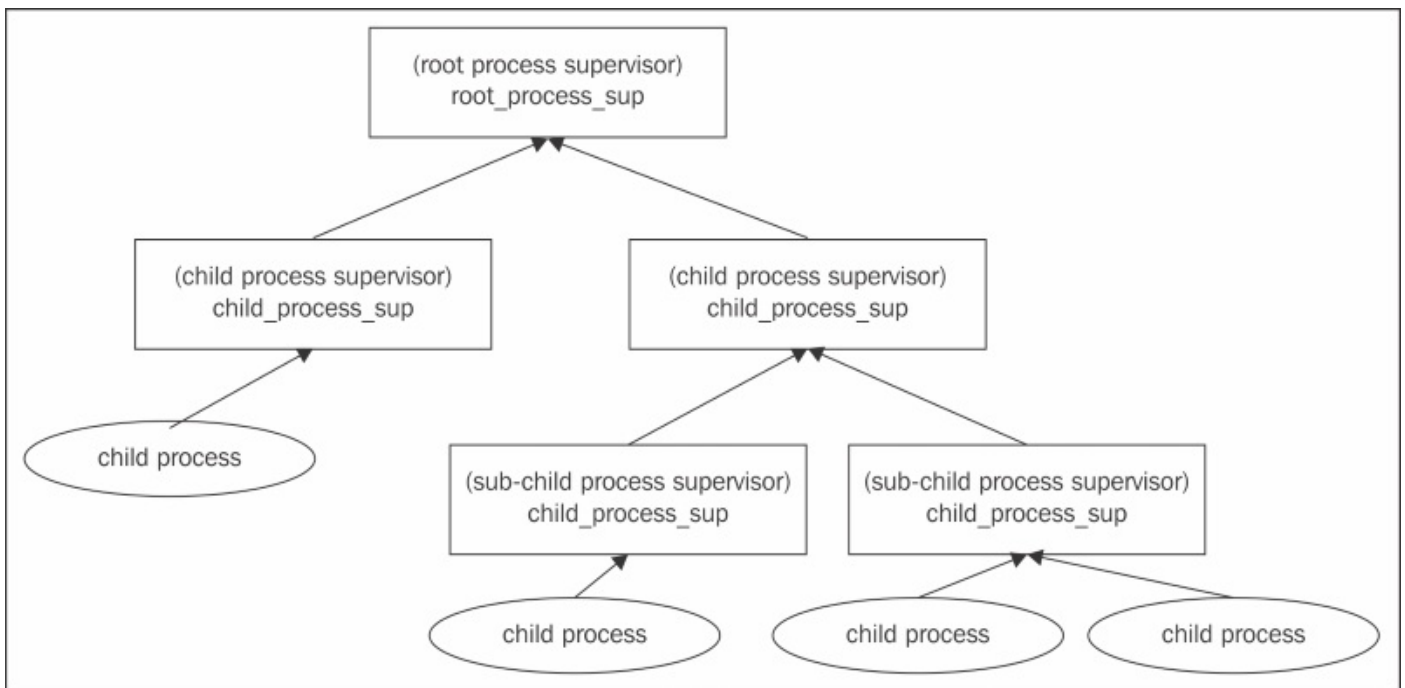 (root process supervisor)
root_process_sup
(child process supervisor)
child_process_sup
(child process supervisor)
child_process_sup
child process
(sub-child process supervisor)
child_process_sup
(sub-child process supervisor)
child_process_sup
child process
child process
child process